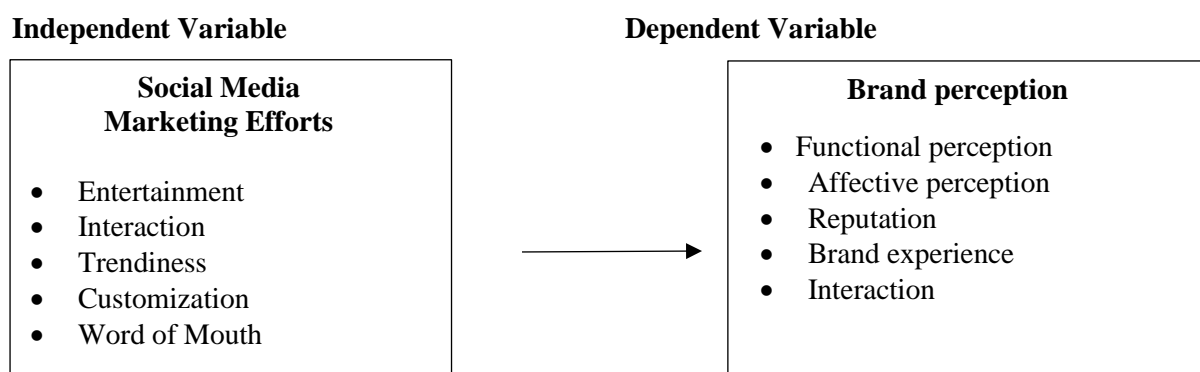 Independent Variable
Dependent Variable
Social Media
Marketing Efforts
• Entertainment
• Interaction
• Trendiness
• Customization
• Word of Mouth
Brand perception
• Functional perception
• Affective perception
• Reputation
• Brand experience
• Interaction